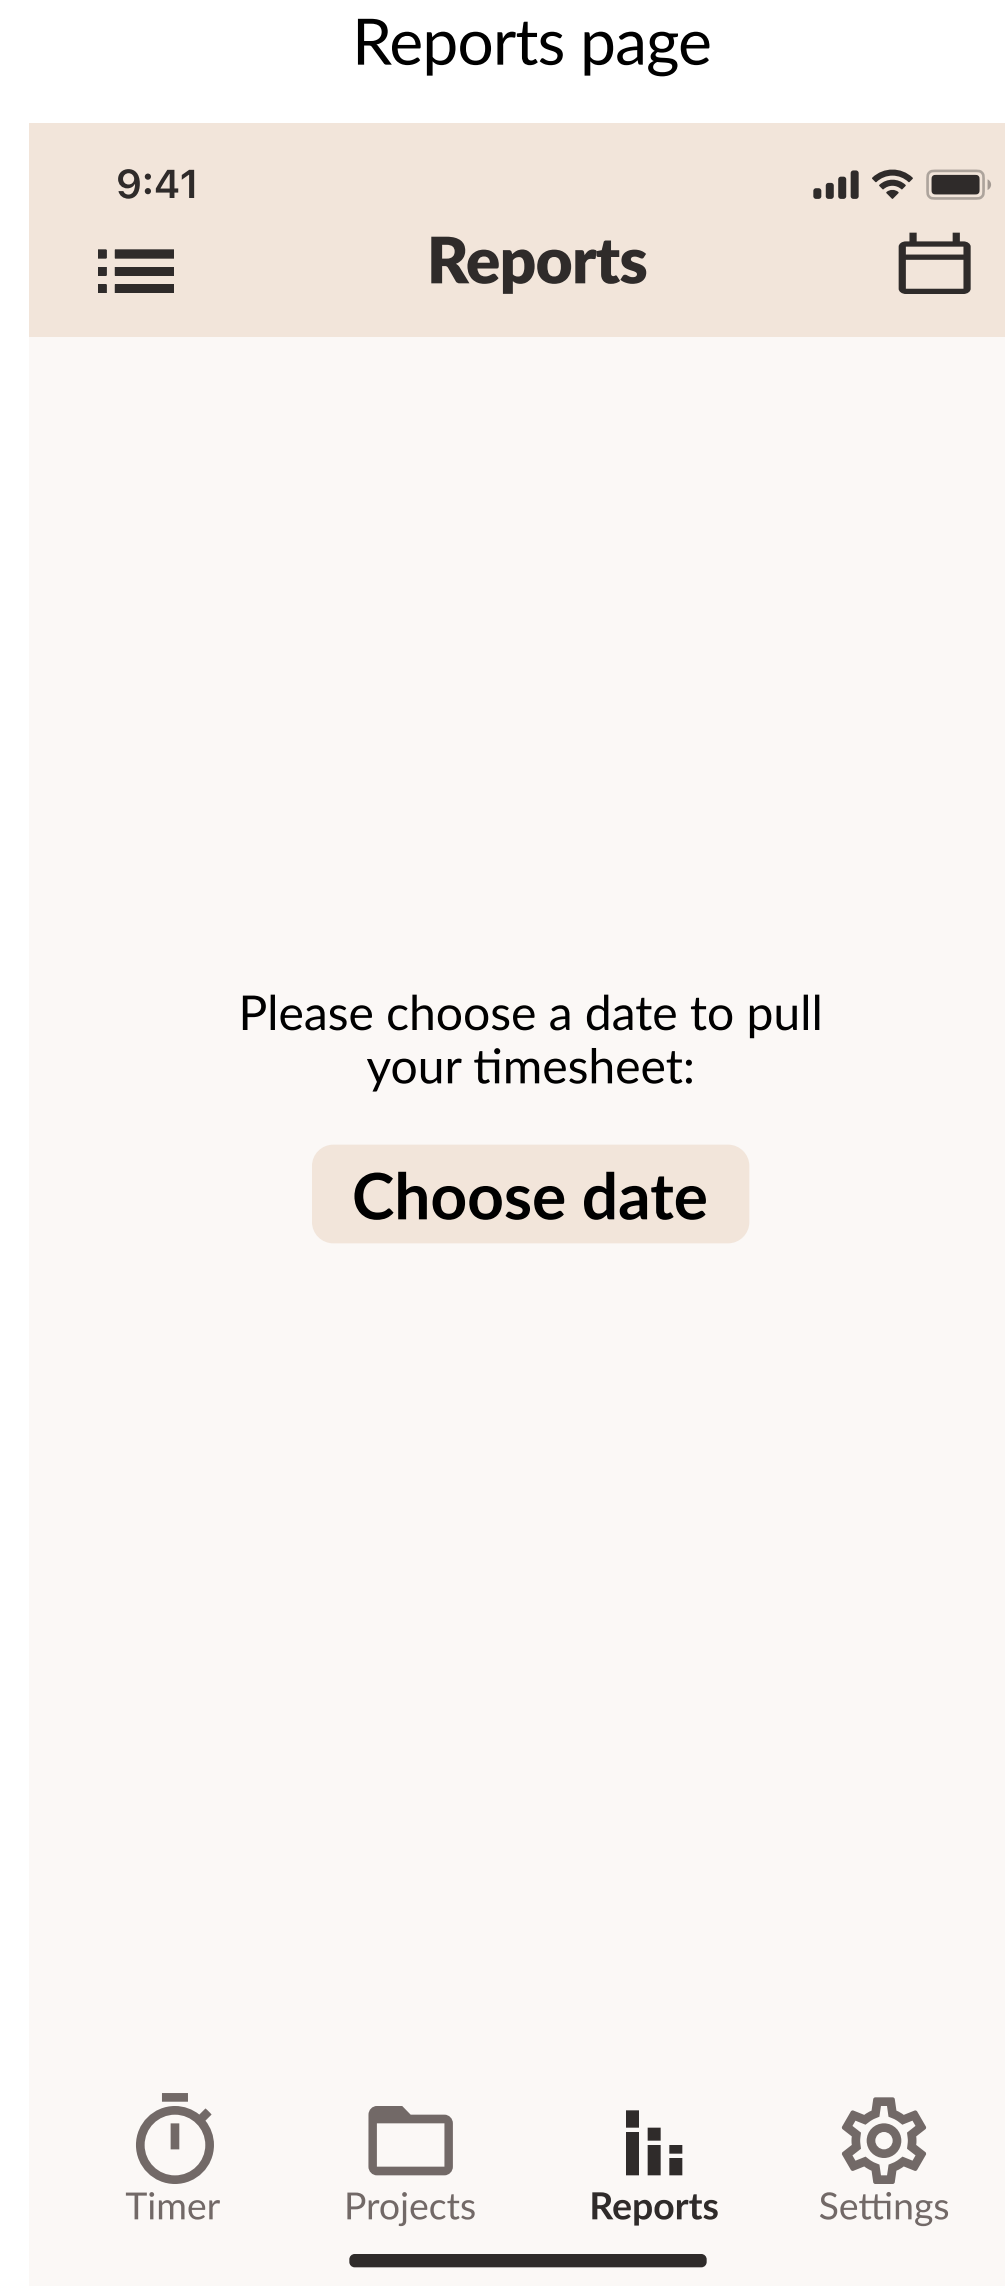 Reports page
9:41
Reports
Please choose a date to pull
your timesheet:
Choose date
Timer
Projects
Reports
Settings